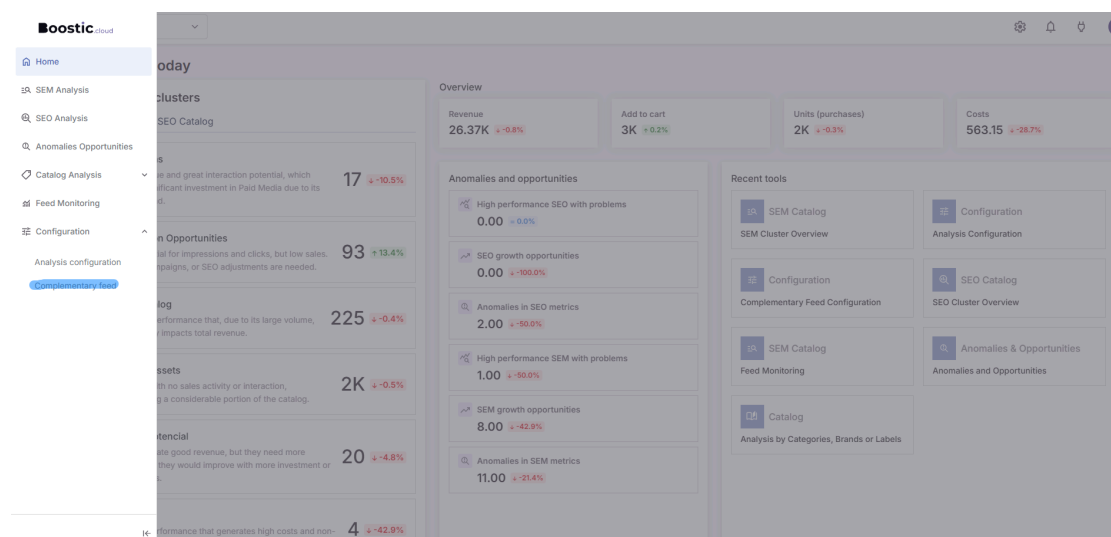 Boostic.cloud
Home
SEM Analysis
SEO Analysis
Anomalies Opportunities
Catalog Analysis
Feed Monitoring
Configuration
Analysis configuration
Complementary feed
oday
clusters
SEO Catalog
ve and great interaction potential, which
nificant investment in Paid Media due to its
17 -10.5%
on Opportunities
ial for impressions and clicks, but low sales.
mpaigns, or SEO adjustments are needed.
93 13.4%
log
erformance that, due to its large volume,
impacts total revenue.
225 -0.4%
ssets
ith no sales activity or interaction,
g a considerable portion of the catalog.
2K -0.5%
otencial
ate good revenue, but they need more
they would improve with more investment or
20 -4.8%
rformance that generates high costs and non-
4 -42.9%
Overview
Revenue
26.37K -0.8%
Add to cart
3K 0.2%
Units (purchases)
2K -0.3%
Costs
563.15 -28.7%
Anomalies and opportunities
High performance SEO with problems
0.00 = 0.0%
SEO growth opportunities
0.00 -100.0%
Anomalies in SEO metrics
2.00 -50.0%
High performance SEM with problems
1.00 -50.0%
SEM growth opportunities
8.00 -42.9%
Anomalies in SEM metrics
11.00 -21.4%
Recent tools
SEM Catalog
SEM Cluster Overview
Configuration
Analysis Configuration
Configuration
Complementary Feed Configuration
SEO Catalog
SEO Cluster Overview
SEM Catalog
Feed Monitoring
Anomalies & Opportunities
Anomalies and Opportunities
Catalog
Analysis by Categories, Brands or Labels